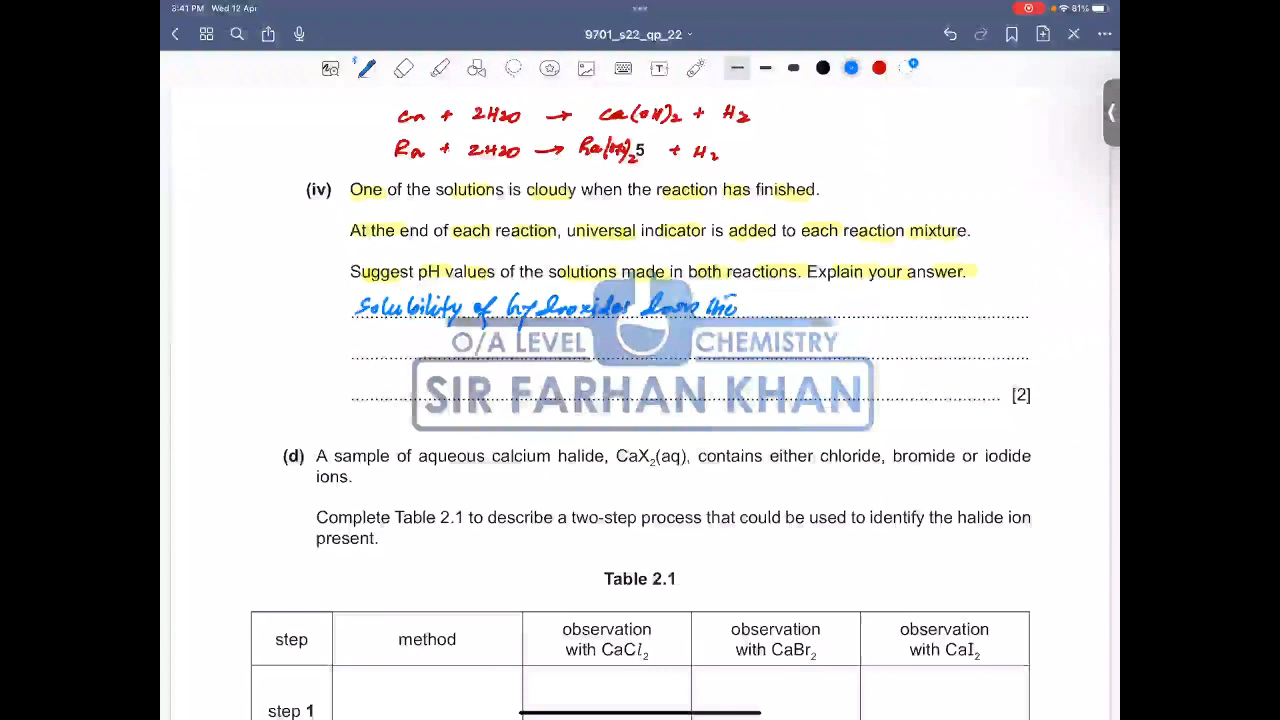 3:41 PM Wed 12 Apr
81%
9701_s22_qp_22
Ca + 2H2O → Ca(OH)2 + H2
Ra + 2H2O → Ra(OH)2 + H2
5
(iv) One of the solutions is cloudy when the reaction has finished.
At the end of each reaction, universal indicator is added to each reaction mixture.
Suggest pH values of the solutions made in both reactions. Explain your answer.
Solubility of hydroxides down the
O/A LEVEL CHEMISTRY
SIR FARHAN KHAN
[2]
(d) A sample of aqueous calcium halide, CaX2(aq), contains either chloride, bromide or iodide
ions.
Complete Table 2.1 to describe a two-step process that could be used to identify the halide ion
present.
Table 2.1
step method observation with CaCl2 observation with CaBr2 observation with CaI2
step 1